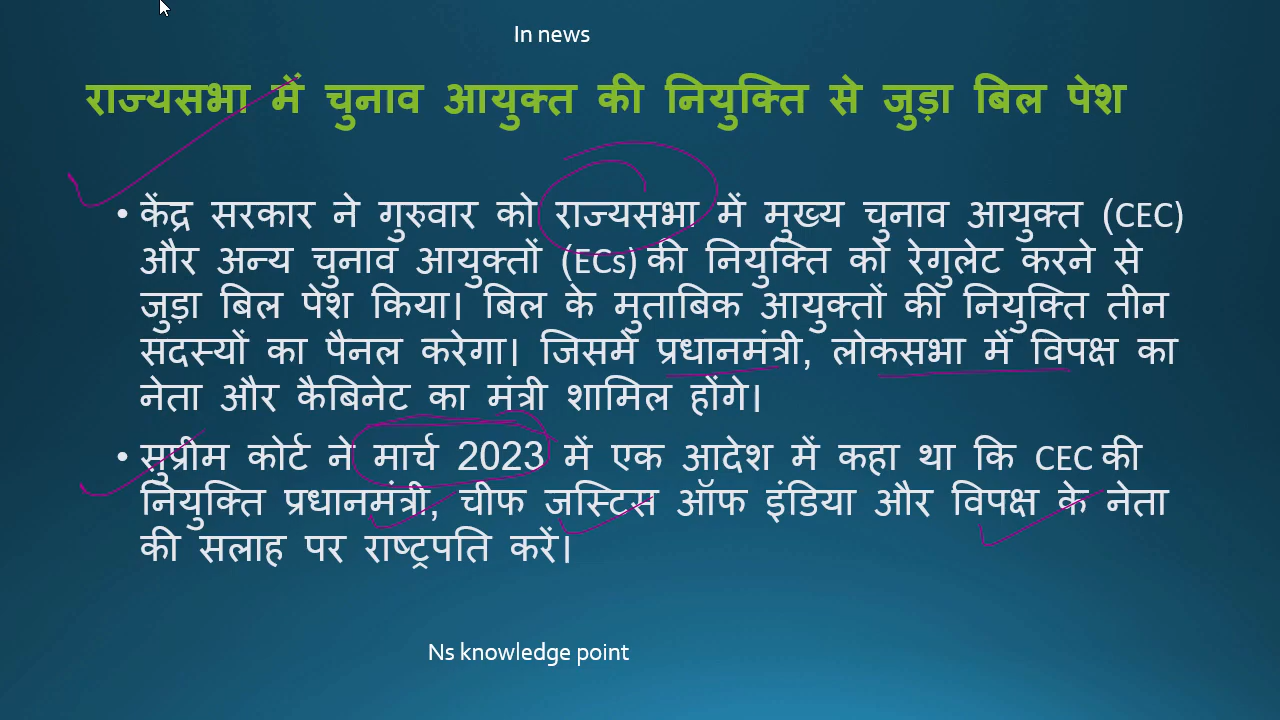 In news
राज्यसभा में चुनाव आयुक्त की नियुक्ति से जुड़ा बिल पेश
• केंद्र सरकार ने गुरुवार को राज्यसभा में मुख्य चुनाव आयुक्त (CEC)
और अन्य चुनाव आयुक्तों (ECs) की नियुक्ति को रेगुलेट करने से
जुड़ा बिल पेश किया। बिल के मुताबिक आयुक्तों की नियुक्ति तीन
सदस्यों का पैनल करेगा। जिसमें प्रधानमंत्री, लोकसभा में विपक्ष का
नेता और कैबिनेट का मंत्री शामिल होंगे।
• सुप्रीम कोर्ट ने मार्च 2023 में एक आदेश में कहा था कि CEC की
नियुक्ति प्रधानमंत्री, चीफ जस्टिस ऑफ इंडिया और विपक्ष के नेता
की सलाह पर राष्ट्रपति करें।
Ns knowledge point